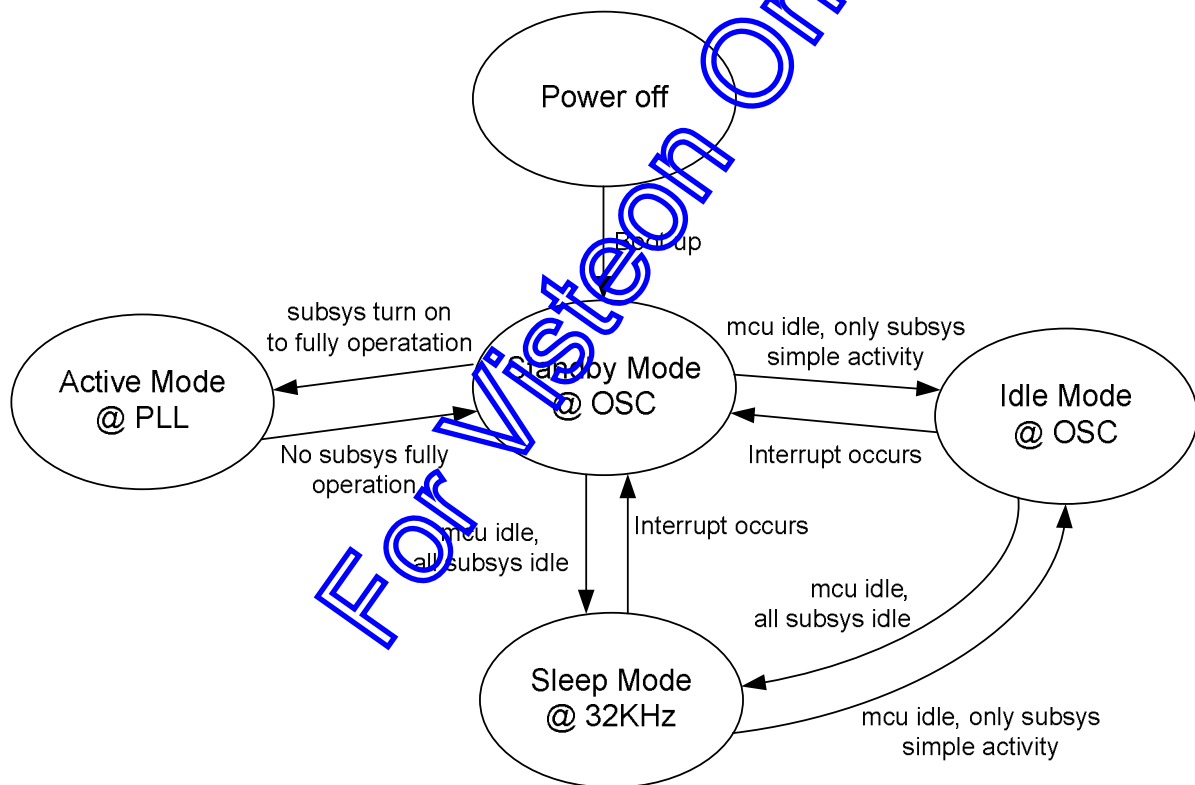 Power off
Boot up
subsys turn on
to fully operatation
mcu idle, only subsys
simple activity
Active Mode
@ PLL
Standby Mode
@ OSC
Idle Mode
@ OSC
No subsys fully
operation
Interrupt occurs
mcu idle,
all subsys idle
Interrupt occurs
mcu idle,
all subsys idle
Sleep Mode
@ 32KHz
mcu idle, only subsys
simple activity
For Visteon On